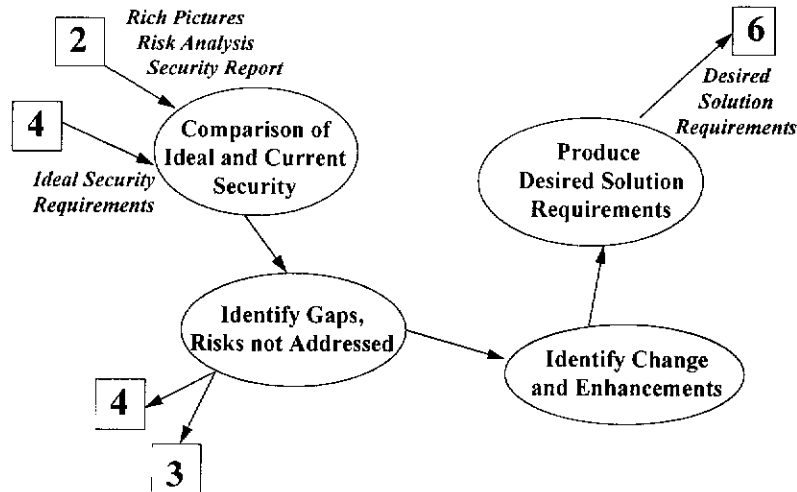 2
Rich Pictures
Risk Analysis
Security Report
4
Ideal Security
Requirements
Comparison of
Ideal and Current
Security
Identify Gaps,
Risks not Addressed
4
3
Identify Change
and Enhancements
Produce
Desired Solution
Requirements
6
Desired
Solution
Requirements